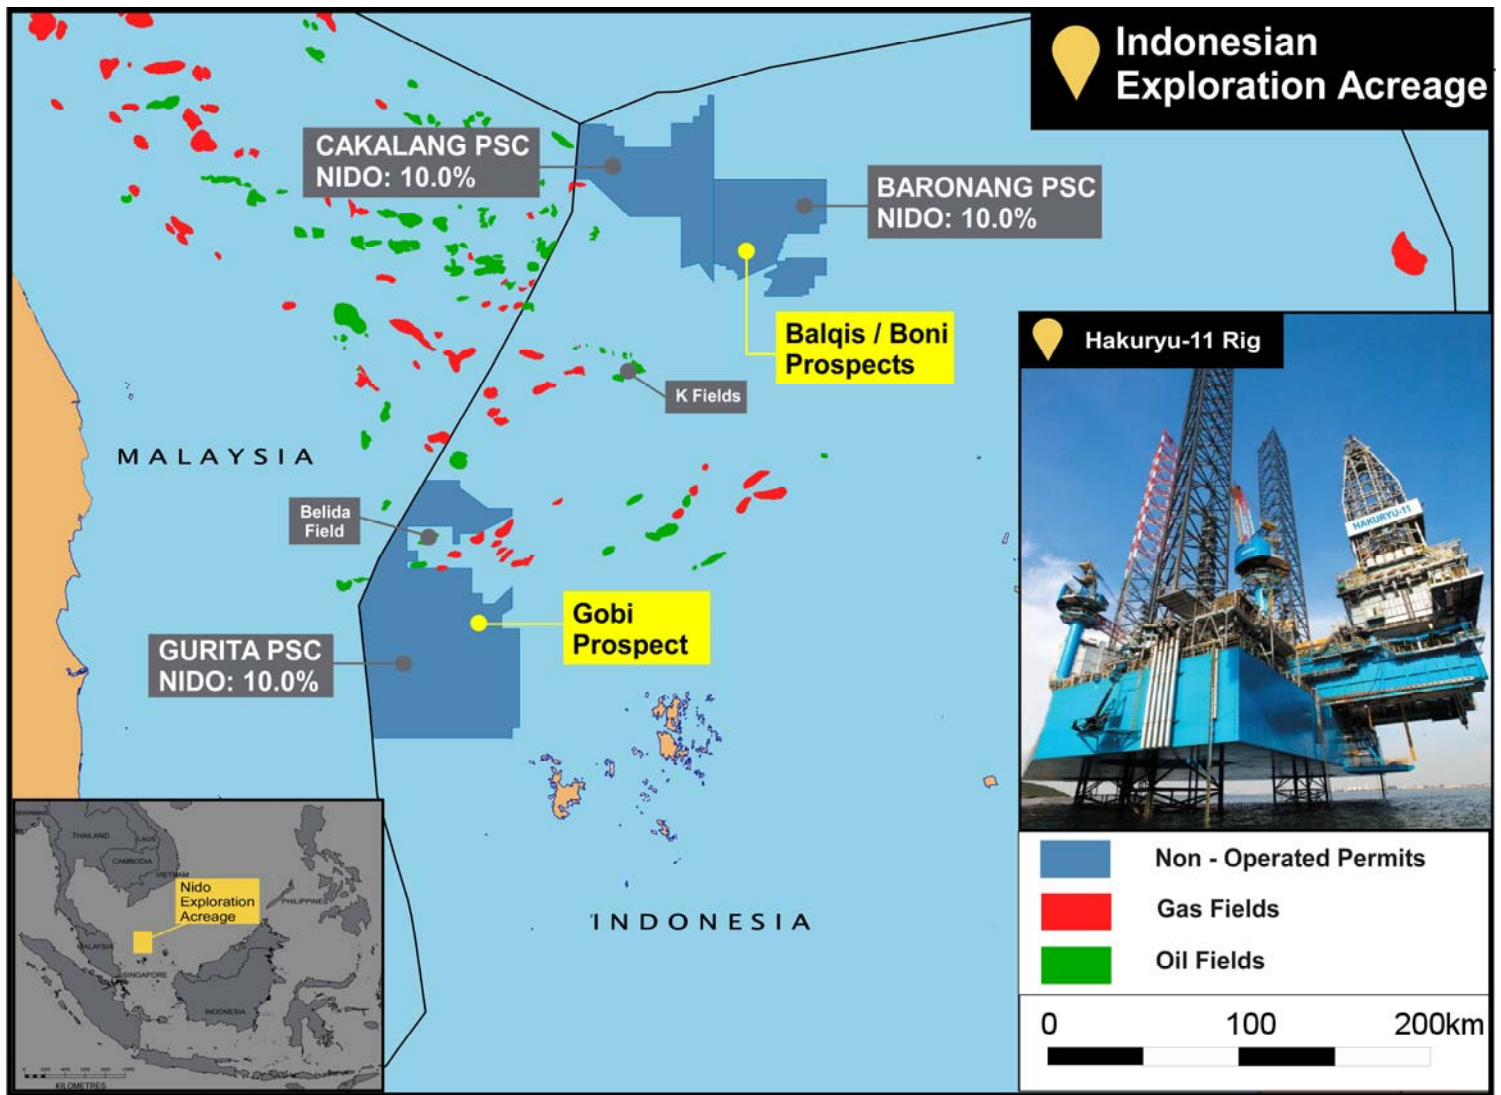 Indonesian
Exploration Acreage
CAKALANG PSC
NIDO: 10.0%
BARONANG PSC
NIDO: 10.0%
Balqis / Boni
Prospects
K Fields
MALAYSIA
Belida
Field
Gobi
Prospect
GURITA PSC
NIDO: 10.0%
INDONESIA
Hakuryu-11 Rig
HAKURYU-11
Non - Operated Permits
Gas Fields
Oil Fields
0 100 200km
MYANMAR
THAILAND
LAOS
CAMBODIA
VIETNAM
Nido
Exploration
Acreage
PHILIPPINES
MALAYSIA
SINGAPORE
INDONESIA
KILOMETRES